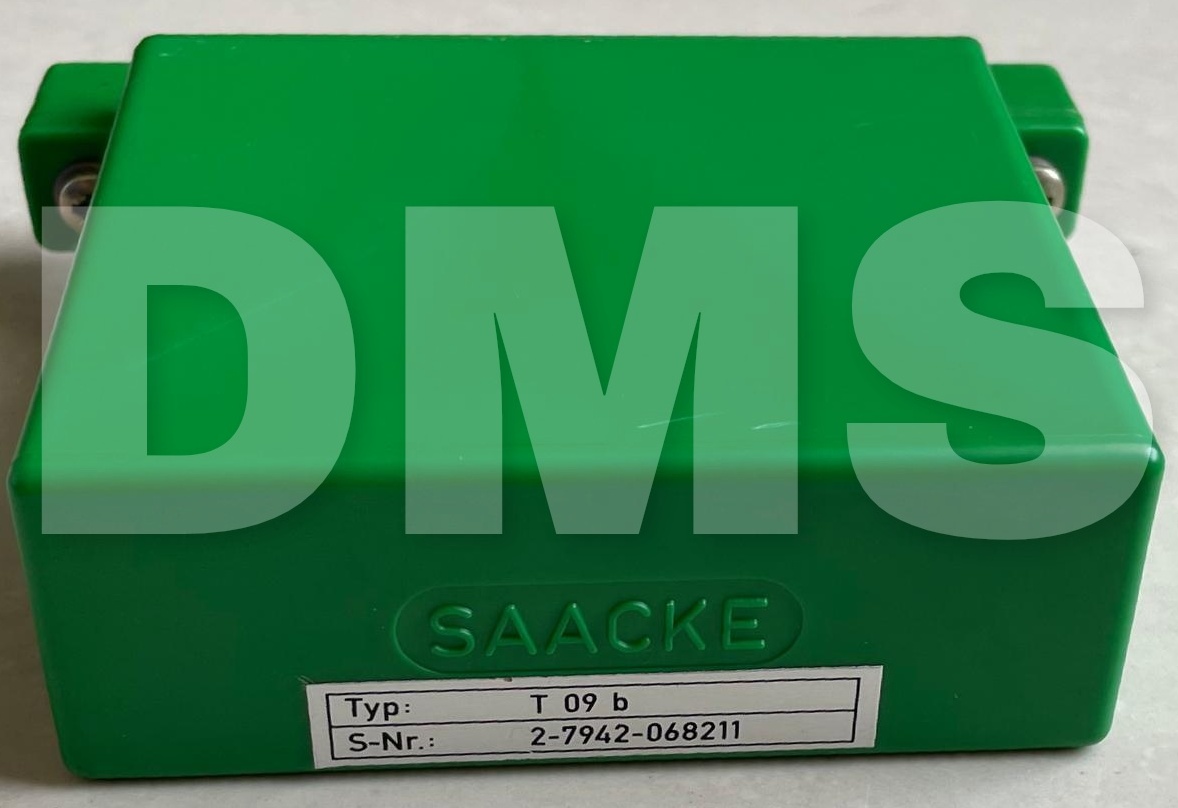 DMS
SAACKE
Typ: T 09 b
S-Nr.: 2-7942-068211